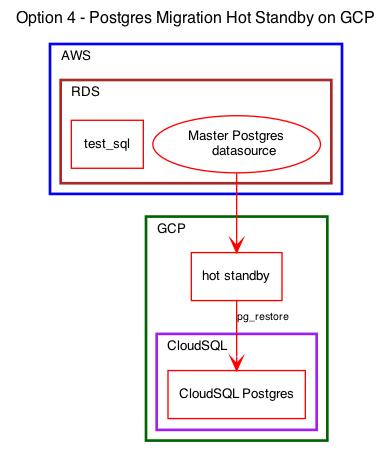 Option 4 - Postgres Migration Hot Standby on GCP
AWS
RDS
test_sql
Master Postgres
datasource
GCP
hot standby
pg_restore
CloudSQL
CloudSQL Postgres